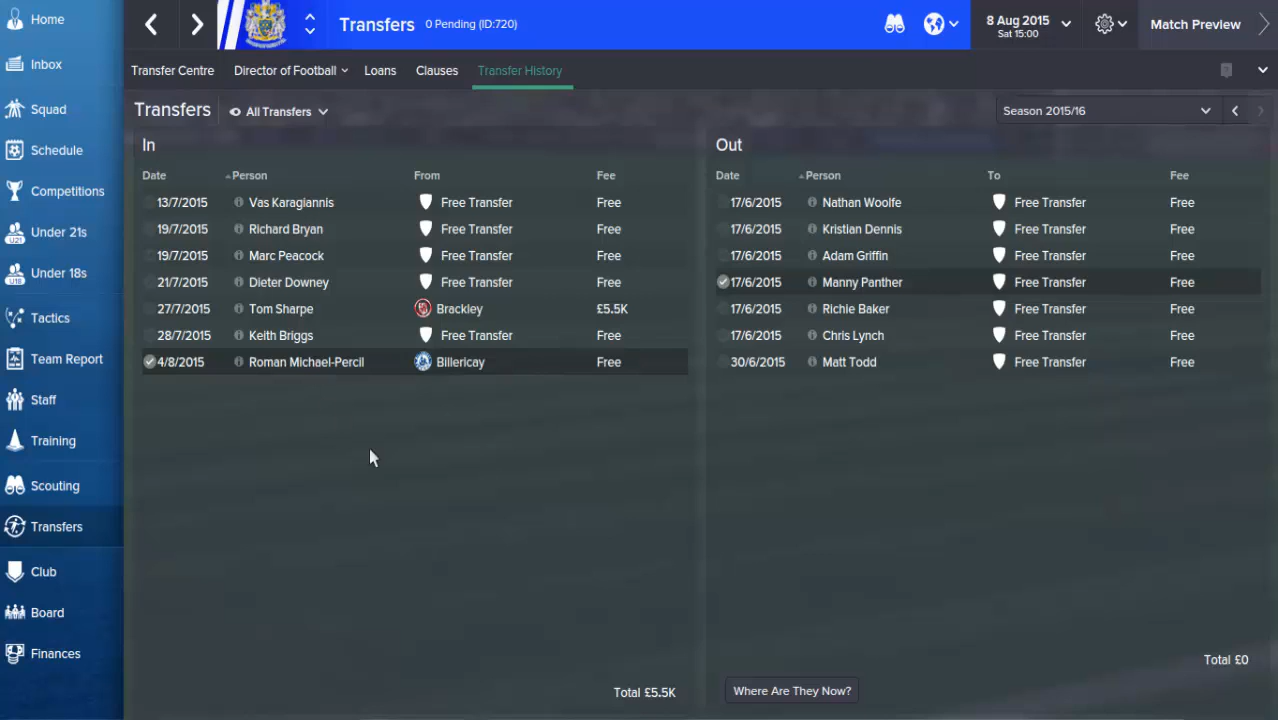 Home
Inbox
Squad
Schedule
Competitions
U21 Under 21s
U18 Under 18s
Tactics
Team Report
Staff
Training
Scouting
Transfers
Club
Board
Finances
Transfers 0 Pending (ID:720)
8 Aug 2015
Sat 15:00
Match Preview
Transfer Centre Director of Football Loans Clauses Transfer History
Transfers All Transfers Season 2015/16
In
Date Person From Fee
13/7/2015 Vas Karagiannis Free Transfer Free
19/7/2015 Richard Bryan Free Transfer Free
19/7/2015 Marc Peacock Free Transfer Free
21/7/2015 Dieter Downey Free Transfer Free
27/7/2015 Tom Sharpe Brackley £5.5K
28/7/2015 Keith Briggs Free Transfer Free
4/8/2015 Roman Michael-Percil Billericay Free
Total £5.5K
Out
Date Person To Fee
17/6/2015 Nathan Woolfe Free Transfer Free
17/6/2015 Kristian Dennis Free Transfer Free
17/6/2015 Adam Griffin Free Transfer Free
17/6/2015 Manny Panther Free Transfer Free
17/6/2015 Richie Baker Free Transfer Free
17/6/2015 Chris Lynch Free Transfer Free
30/6/2015 Matt Todd Free Transfer Free
Total £0
Where Are They Now?